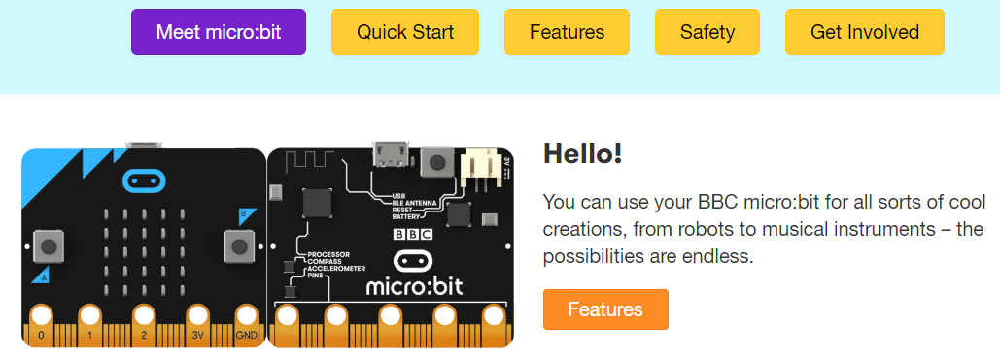 Meet micro:bit
Quick Start
Features
Safety
Get Involved
Hello!
You can use your BBC micro:bit for all sorts of cool
creations, from robots to musical instruments – the
possibilities are endless.
Features
B
A
0 1 2 3V GND
3V
USB
BLE ANTENNA
RESET
BATTERY
BBC
PROCESSOR
COMPASS
ACCELEROMETER
PINS
micro:bit